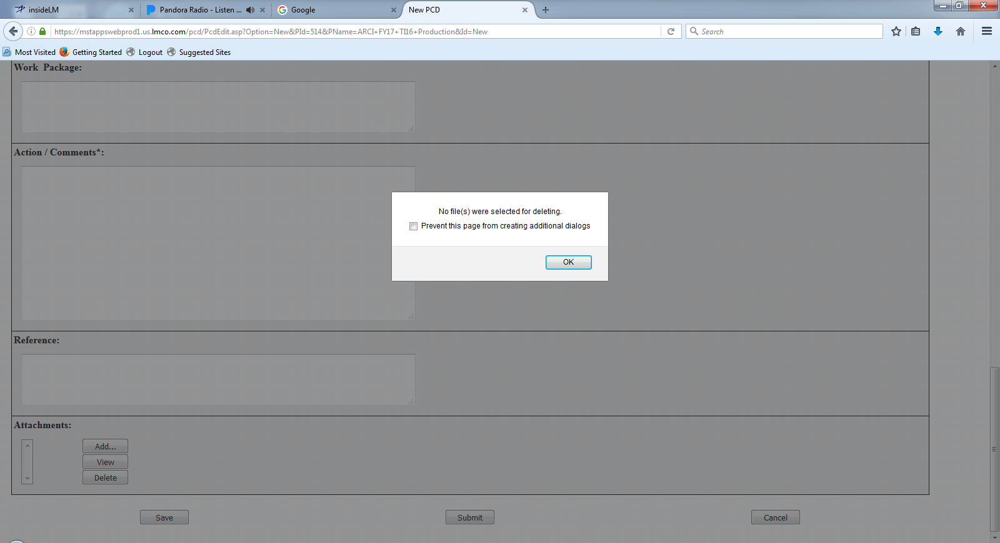 insideLM
Pandora Radio - Listen ...
Google
New PCD
https://mstappswebprod1.us.lmco.com/pcd/PcdEdit.asp?Option=New&PId=514&PName=ARCI+FY17+TI16+Production&Id=New
Search
Most Visited
Getting Started
Logout
Suggested Sites
Work Package:
Action / Comments*:
No file(s) were selected for deleting.
Prevent this page from creating additional dialogs
OK
Reference:
Attachments:
Add...
View
Delete
Save
Submit
Cancel